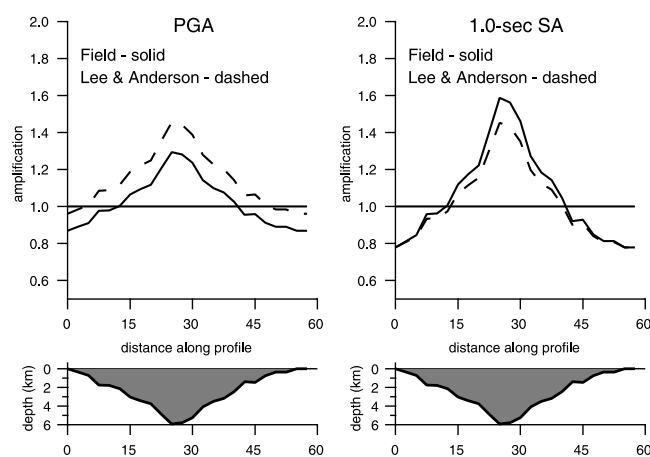 PGA
Field - solid
Lee & Anderson - dashed
amplification
2.0
1.8
1.6
1.4
1.2
1.0
0.8
0.6
0 15 30 45 60
distance along profile
depth (km)
0
2
4
6
0 15 30 45 60
1.0-sec SA
Field - solid
Lee & Anderson - dashed
amplification
2.0
1.8
1.6
1.4
1.2
1.0
0.8
0.6
0 15 30 45 60
distance along profile
depth (km)
0
2
4
6
0 15 30 45 60